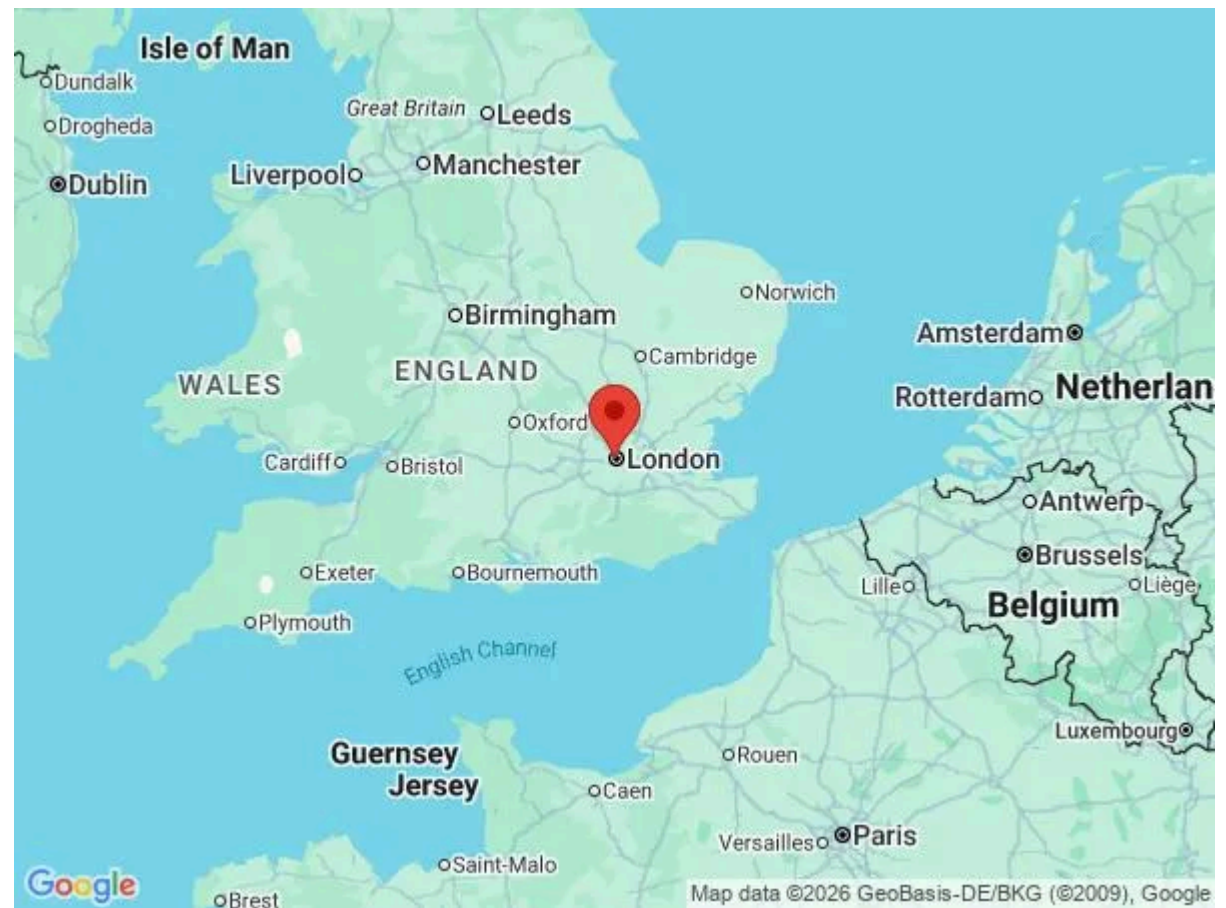 Isle of Man
Dundalk
Great Britain
Leeds
Drogheda
Manchester
Liverpool
Dublin
Norwich
Birmingham
Amsterdam
Cambridge
ENGLAND
WALES
Netherlan
Rotterdam
Oxford
London
Cardiff
Bristol
Antwerp
Brussels
Exeter
Bournemouth
Lille
Liège
Belgium
Plymouth
English Channel
Luxembourg
Guernsey
Rouen
Jersey
Caen
Paris
Versailles
Saint-Malo
Google
Brest
Map data ©2026 GeoBasis-DE/BKG (©2009), Google